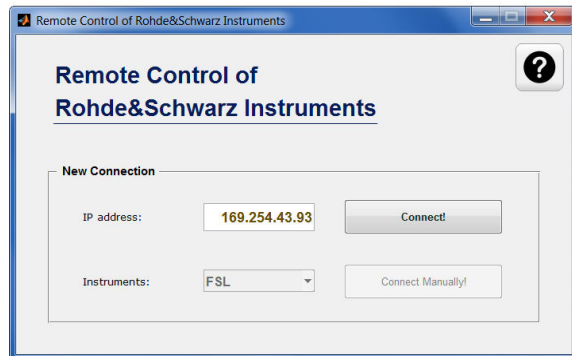 Remote Control of Rohde&Schwarz Instruments
?
Remote Control of
Rohde&Schwarz Instruments
New Connection
IP address:
169.254.43.93
Connect!
Instruments:
FSL
Connect Manually!